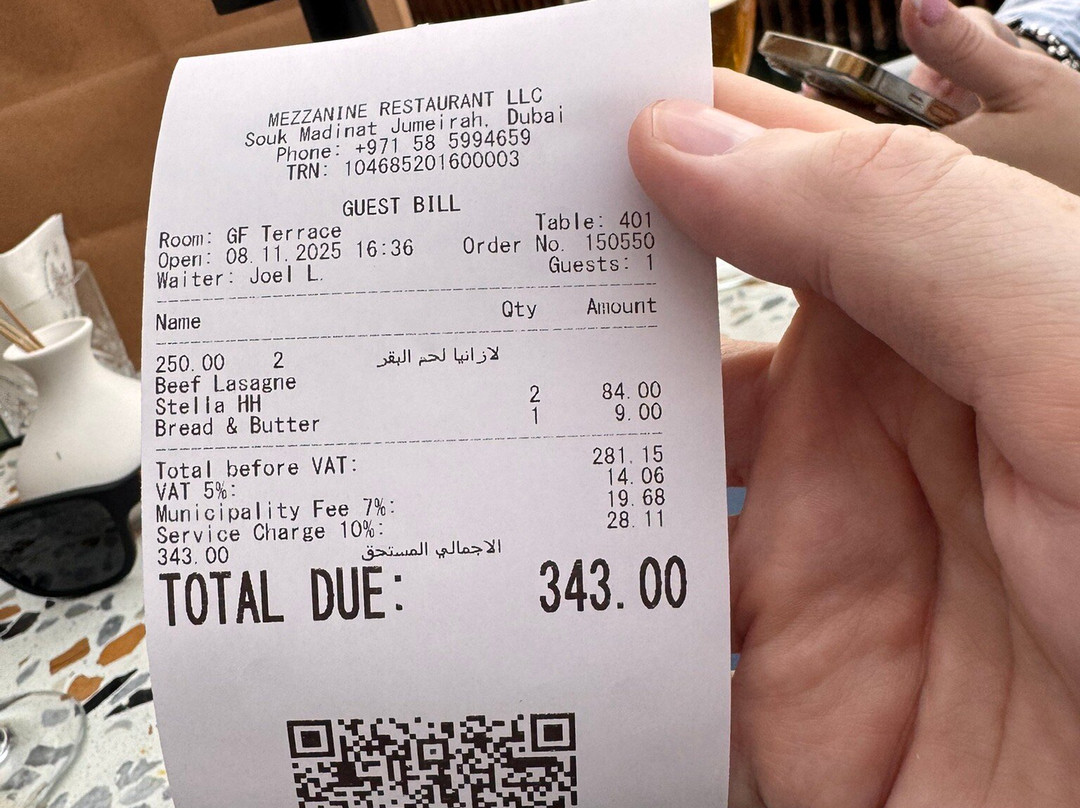 MEZZANINE RESTAURANT LLC
Souk Madinat Jumeirah, Dubai
Phone: +971 58 5994659
TRN: 104685201600003
GUEST BILL
Room: GF Terrace Table: 401
Open: 08.11.2025 16:36 Order No. 150550
Waiter: Joel L. Guests: 1
Name Qty Amount
250.00 2 لازانيا لحم البقر
Beef Lasagne
Stella HH 2 84.00
Bread & Butter 1 9.00
Total before VAT: 281.15
VAT 5%: 14.06
Municipality Fee 7%: 19.68
Service Charge 10%: 28.11
343.00 الاجمالي المستحق
TOTAL DUE: 343.00